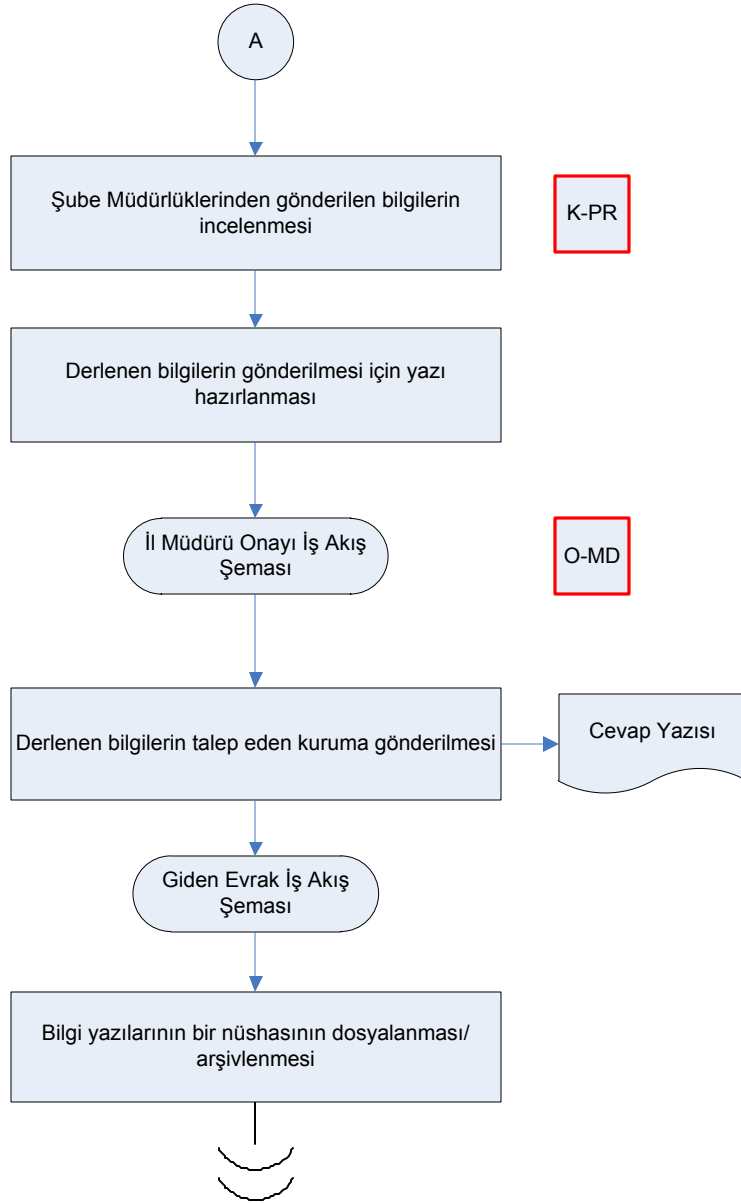 A
Şube Müdürlüklerinden gönderilen bilgilerin
incelenmesi
K-PR
Derlenen bilgilerin gönderilmesi için yazı
hazırlanması
İl Müdürü Onayı İş Akış
Şeması
O-MD
Derlenen bilgilerin talep eden kuruma gönderilmesi
Cevap Yazısı
Giden Evrak İş Akış
Şeması
Bilgi yazılarının bir nüshasının dosyalanması/
arşivlenmesi